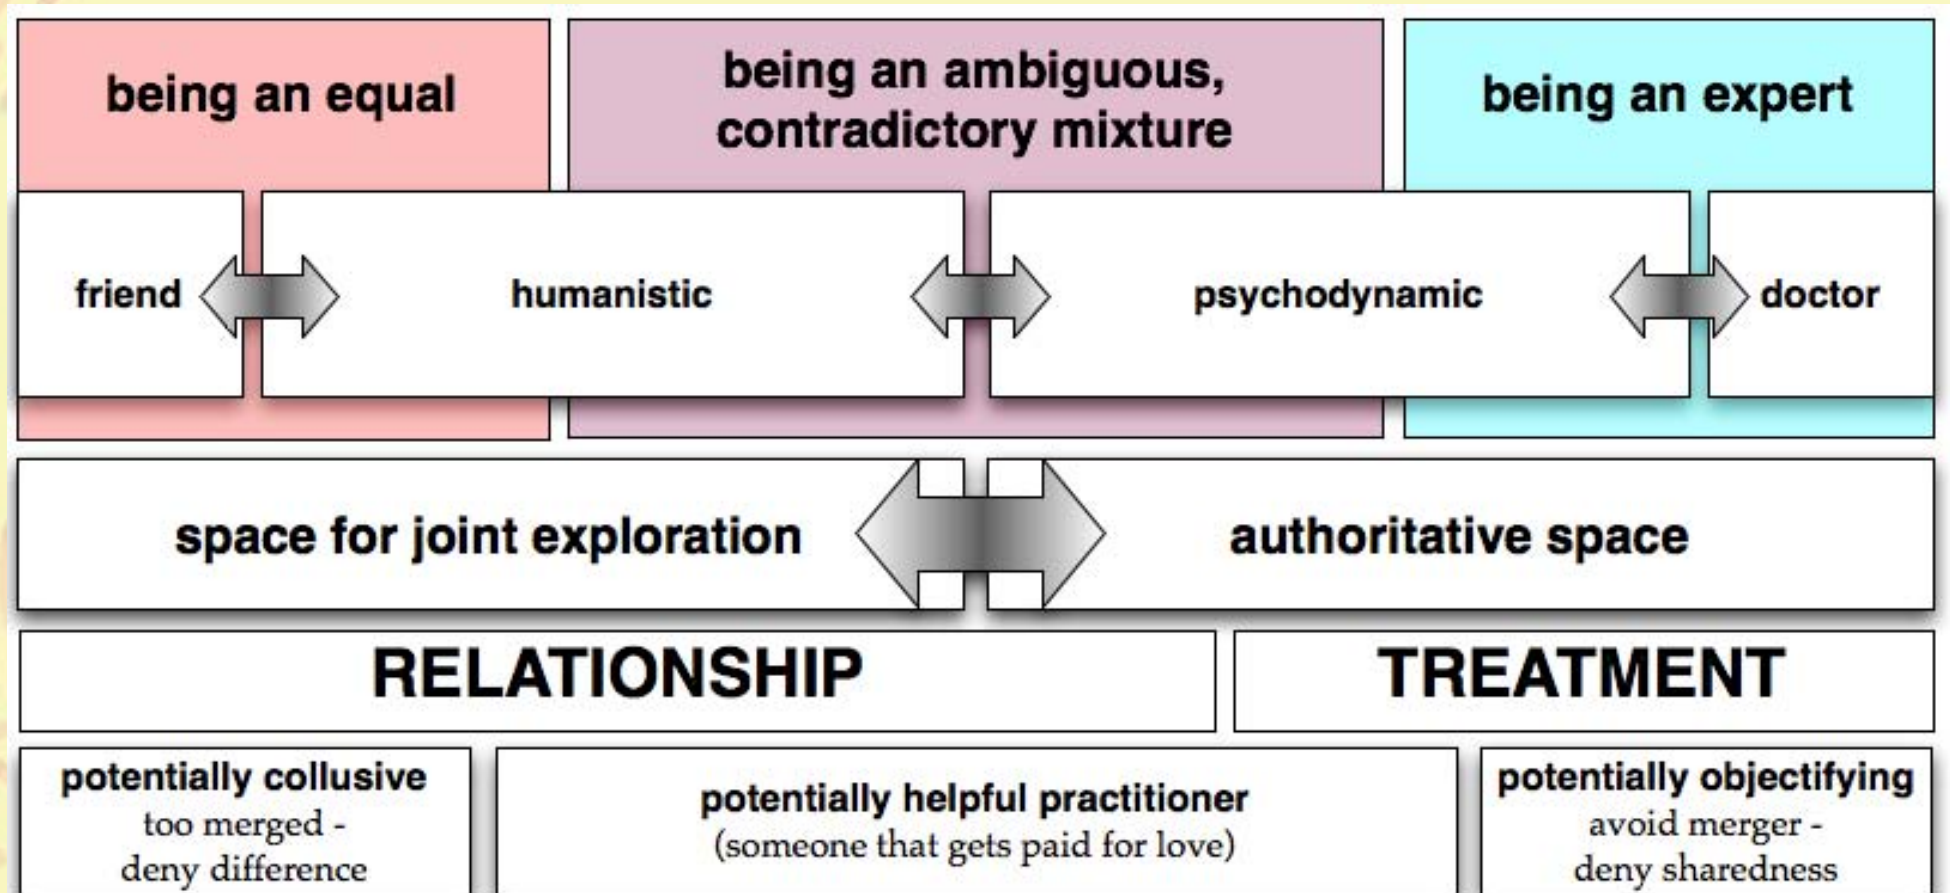 being an equal
being an ambiguous,
contradictory mixture
being an expert
friend
humanistic
psychodynamic
doctor
space for joint exploration
authoritative space
RELATIONSHIP
TREATMENT
potentially collusive
too merged -
deny difference
potentially helpful practitioner
(someone that gets paid for love)
potentially objectifying
avoid merger -
deny sharedness